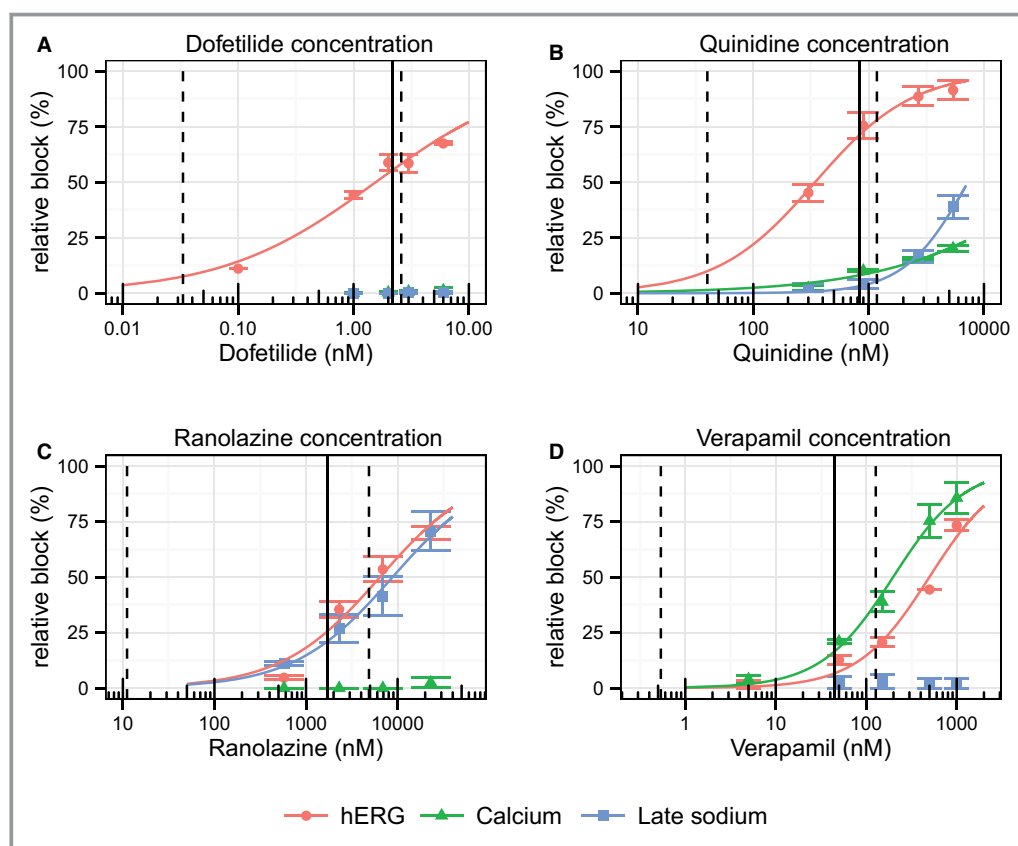 A
Dofetilide concentration
relative block (%)
100
75
50
25
0
0.01 0.10 1.00 10.00
Dofetilide (nM)
B
Quinidine concentration
relative block (%)
100
75
50
25
0
10 100 1000 10000
Quinidine (nM)
C
Ranolazine concentration
relative block (%)
100
75
50
25
0
10 100 1000 10000
Ranolazine (nM)
D
Verapamil concentration
relative block (%)
100
75
50
25
0
1 10 100 1000
Verapamil (nM)
hERG Calcium Late sodium